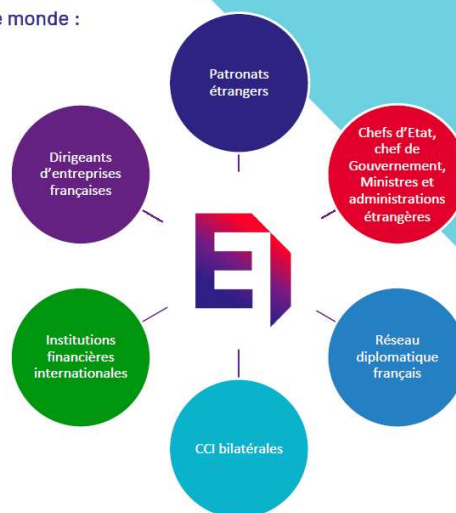 e monde :
Patronats
étrangers
Chefs d'Etat,
chef de
Gouvernement,
Ministres et
administrations
étrangères
Dirigeants
d'entreprises
françaises
Institutions
financières
internationales
Réseau
diplomatique
français
CCI bilatérales